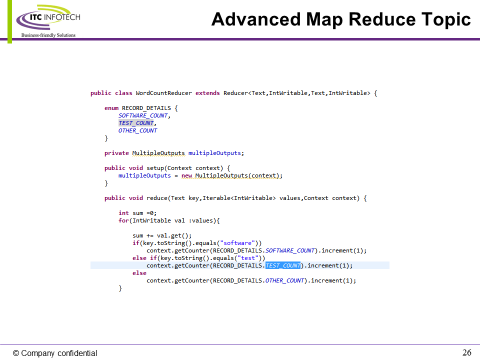 ITC INFOTECH
Business-friendly Solutions
Advanced Map Reduce Topic
public class WordCountReducer extends Reducer<Text,IntWritable,Text,IntWritable> {
enum RECORD_DETAILS {
SOFTWARE_COUNT,
TEST_COUNT,
OTHER_COUNT
}
private MultipleOutputs multipleOutputs;
public void setup(Context context) {
multipleOutputs = new MultipleOutputs(context);
}
public void reduce(Text key,Iterable<IntWritable> values,Context context) {
int sum =0;
for(IntWritable val :values){
sum += val.get();
if(key.toString().equals("software"))
context.getCounter(RECORD_DETAILS.SOFTWARE_COUNT).increment(1);
else if(key.toString().equals("test"))
context.getCounter(RECORD_DETAILS.TEST_COUNT).increment(1);
else
context.getCounter(RECORD_DETAILS.OTHER_COUNT).increment(1);
}
© Company confidential
26